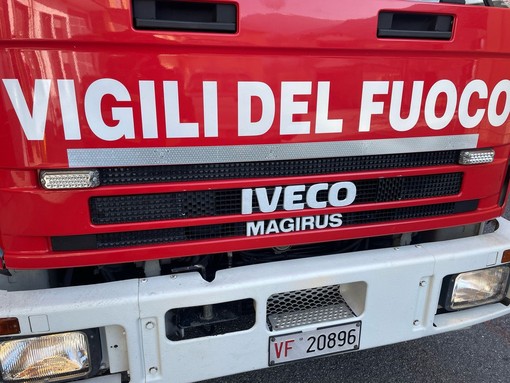 VIGILI DEL FUOCO
IVECO
MAGIRUS
VF 20896